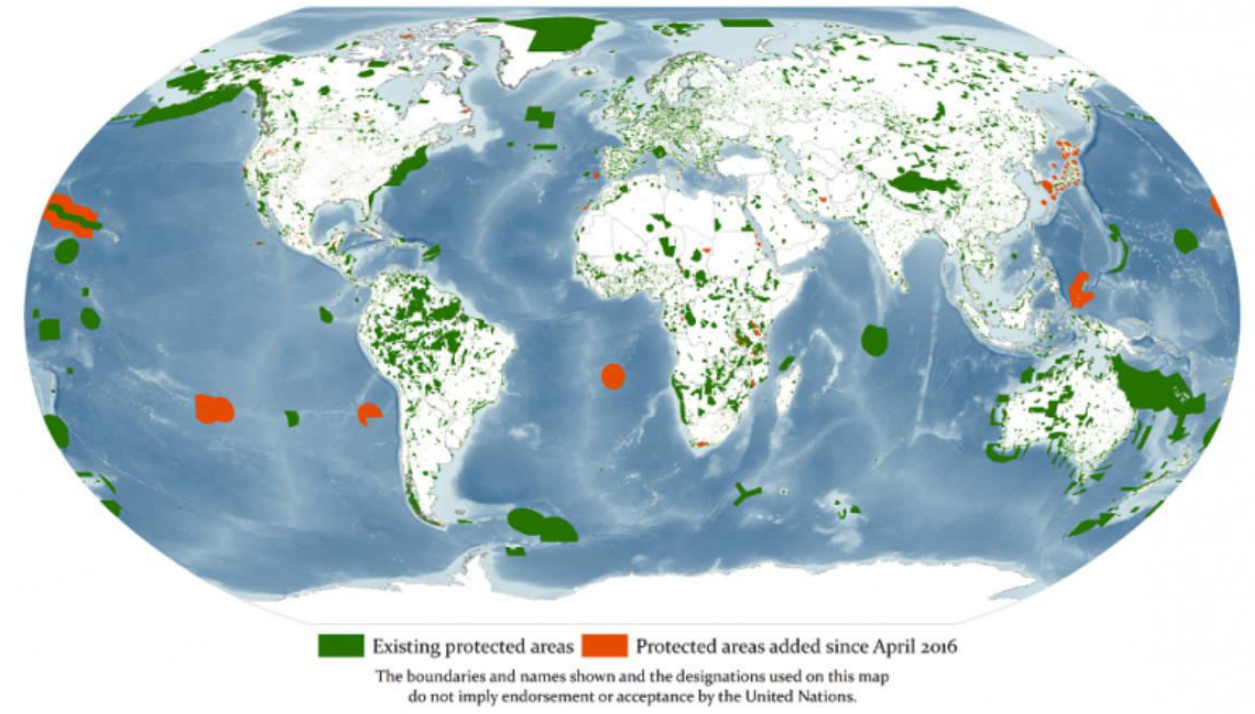 Existing protected areas Protected areas added since April 2016
The boundaries and names shown and the designations used on this map
do not imply endorsement or acceptance by the United Nations.